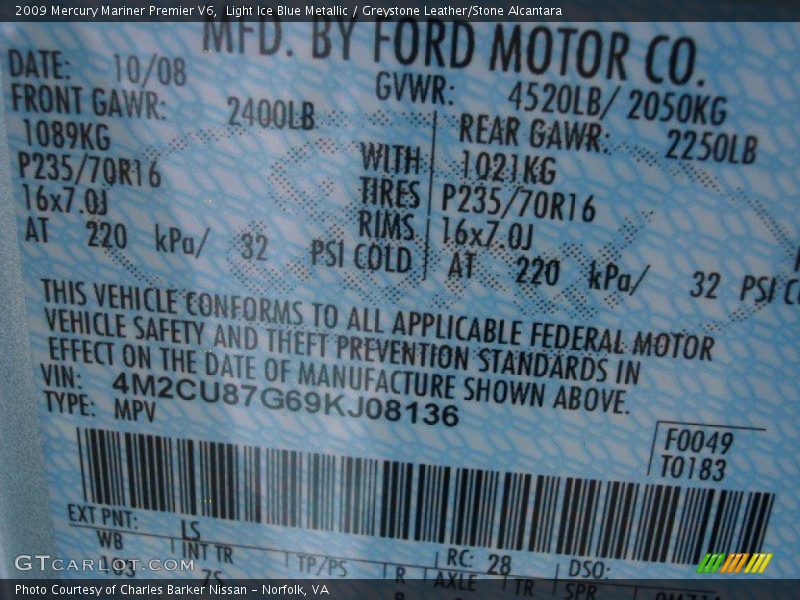 2009 Mercury Mariner Premier V6, Light Ice Blue Metallic / Greystone Leather/Stone Alcantara
MFD. BY FORD MOTOR CO.
DATE: 10/08
GVWR: 4520LB/ 2050KG
FRONT GAWR: 2400LB
REAR GAWR: 2250LB
1089KG
WITH
1021KG
P235/70R16
TIRES
P235/70R16
16x7.0J
RIMS
16x7.0J
AT 220 kPa/ 32 PSI COLD
AT 220 kPa/ 32 PSI C
THIS VEHICLE CONFORMS TO ALL APPLICABLE FEDERAL MOTOR
VEHICLE SAFETY AND THEFT PREVENTION STANDARDS IN
EFFECT ON THE DATE OF MANUFACTURE SHOWN ABOVE.
VIN: 4M2CU87G69KJ08136
TYPE: MPV
F0049
T0183
EXT PNT: LS
RC: 28
DSO:
WB
INT TR
TP/PS
R
AXLE
TR
SPR
103
75
GTCARLOT.COM
Photo Courtesy of Charles Barker Nissan – Norfolk, VA